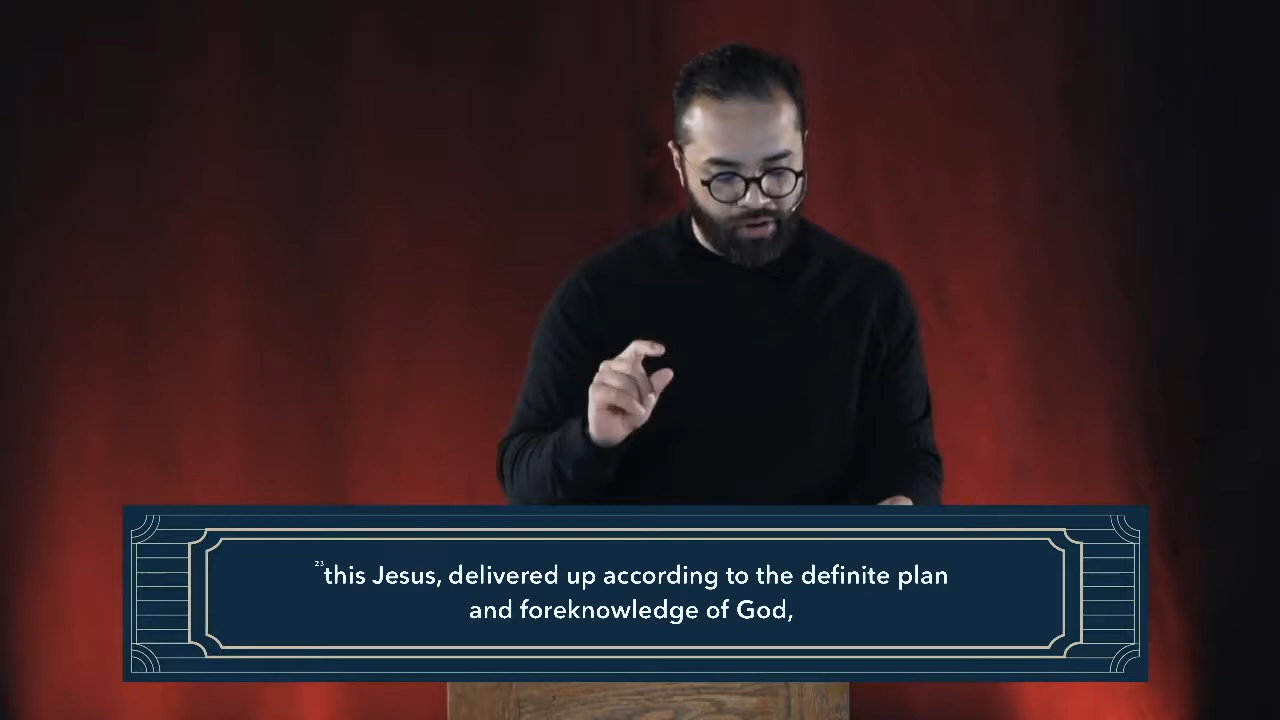 ²³this Jesus, delivered up according to the definite plan
and foreknowledge of God,